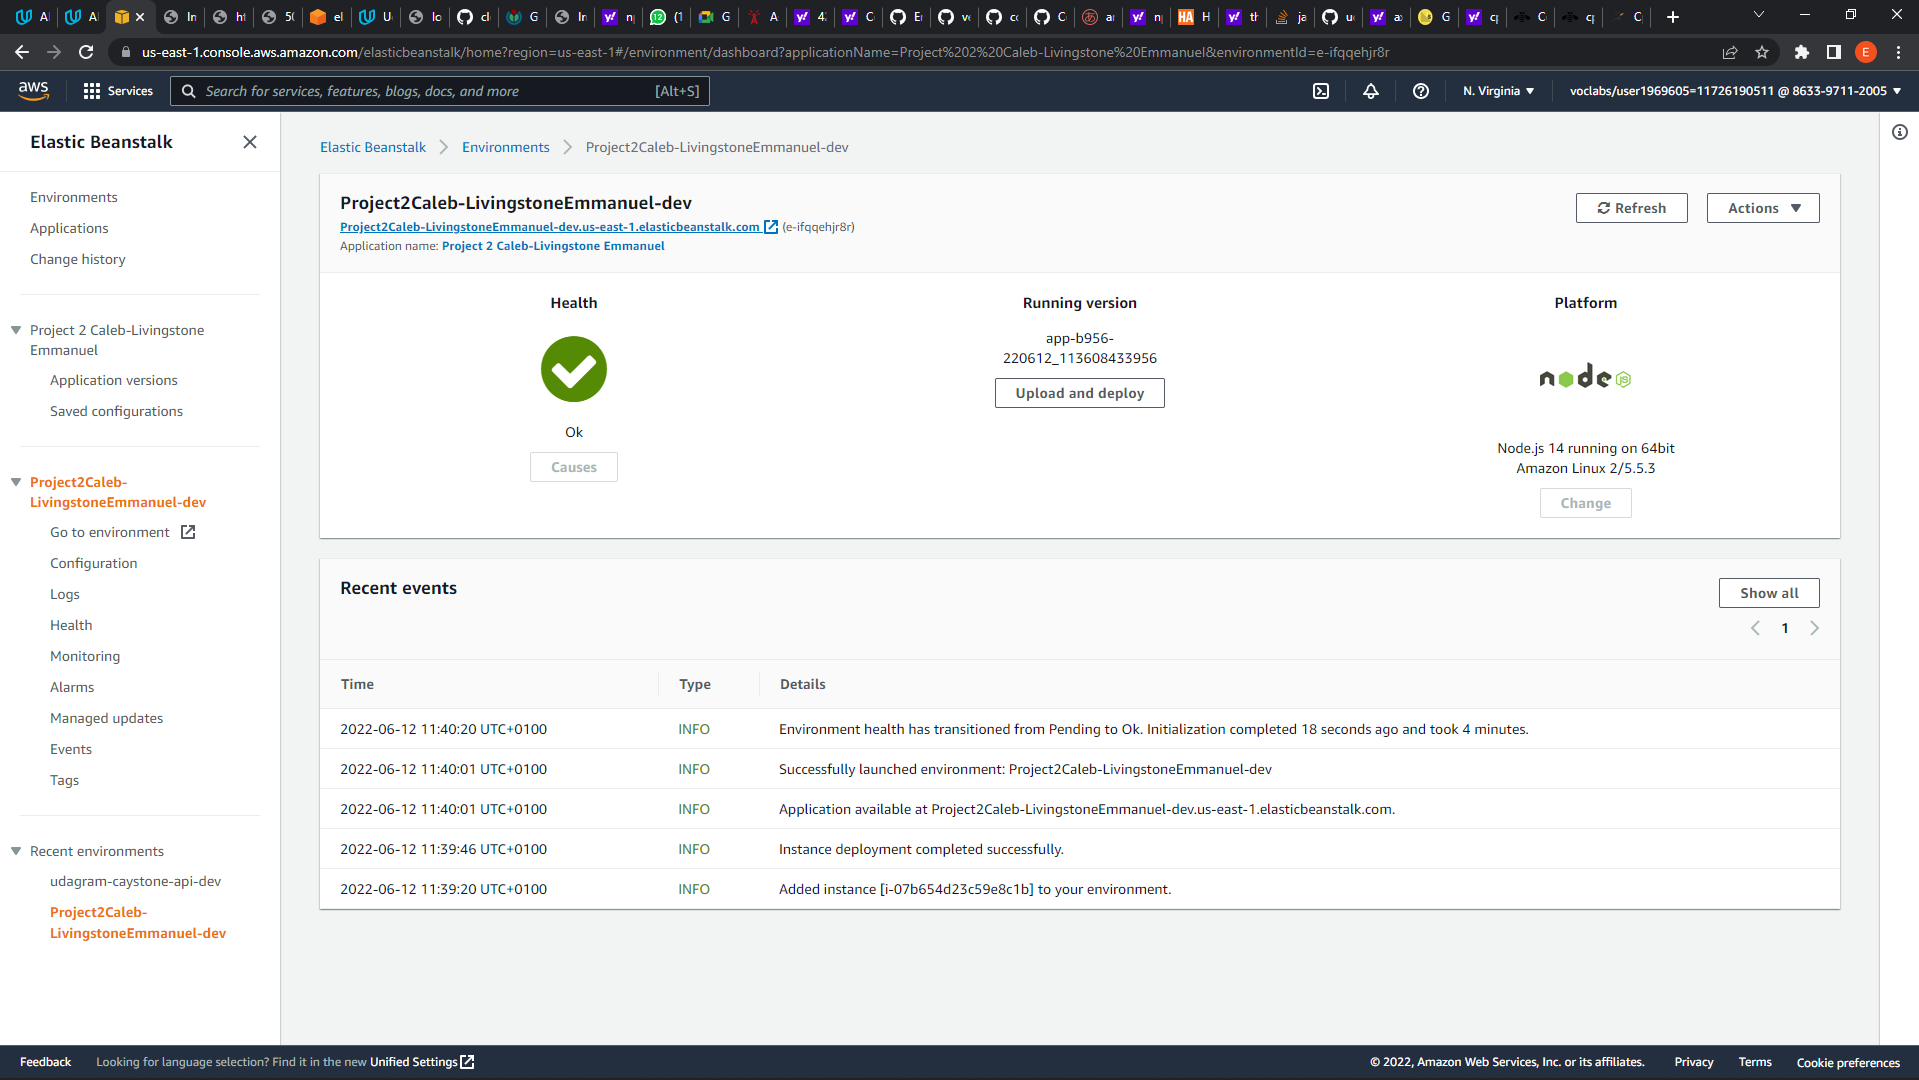 us-east-1.console.aws.amazon.com/elasticbeanstalk/home?region=us-east-1#/environment/dashboard?applicationName=Project%202%20Caleb-Livingstone%20Emmanuel&environmentId=e-ifqqehjr8r
E
aws
Services
Search for services, features, blogs, docs, and more
[Alt+S]
N. Virginia
voclabs/user1969605=11726190511 @ 8633-9711-2005
Elastic Beanstalk
Environments
Applications
Change history
Project 2 Caleb-Livingstone
Emmanuel
Application versions
Saved configurations
Project2Caleb-
LivingstoneEmmanuel-dev
Go to environment
Configuration
Logs
Health
Monitoring
Alarms
Managed updates
Events
Tags
Recent environments
udagram-caystone-api-dev
Project2Caleb-
LivingstoneEmmanuel-dev
Elastic Beanstalk
Environments
Project2Caleb-LivingstoneEmmanuel-dev
Project2Caleb-LivingstoneEmmanuel-dev
Project2Caleb-LivingstoneEmmanuel-dev.us-east-1.elasticbeanstalk.com (e-ifqqehjr8r)
Application name: Project 2 Caleb-Livingstone Emmanuel
Refresh
Actions
Health
Ok
Causes
Running version
app-b956-
220612_113608433956
Upload and deploy
Platform
node JS
Node.js 14 running on 64bit
Amazon Linux 2/5.5.3
Change
Recent events
Show all
1
Time Type Details
2022-06-12 11:40:20 UTC+0100 INFO Environment health has transitioned from Pending to Ok. Initialization completed 18 seconds ago and took 4 minutes.
2022-06-12 11:40:01 UTC+0100 INFO Successfully launched environment: Project2Caleb-LivingstoneEmmanuel-dev
2022-06-12 11:40:01 UTC+0100 INFO Application available at Project2Caleb-LivingstoneEmmanuel-dev.us-east-1.elasticbeanstalk.com.
2022-06-12 11:39:46 UTC+0100 INFO Instance deployment completed successfully.
2022-06-12 11:39:20 UTC+0100 INFO Added instance [i-07b654d23c59e8c1b] to your environment.
Feedback
Looking for language selection? Find it in the new Unified Settings
© 2022, Amazon Web Services, Inc. or its affiliates.
Privacy
Terms
Cookie preferences